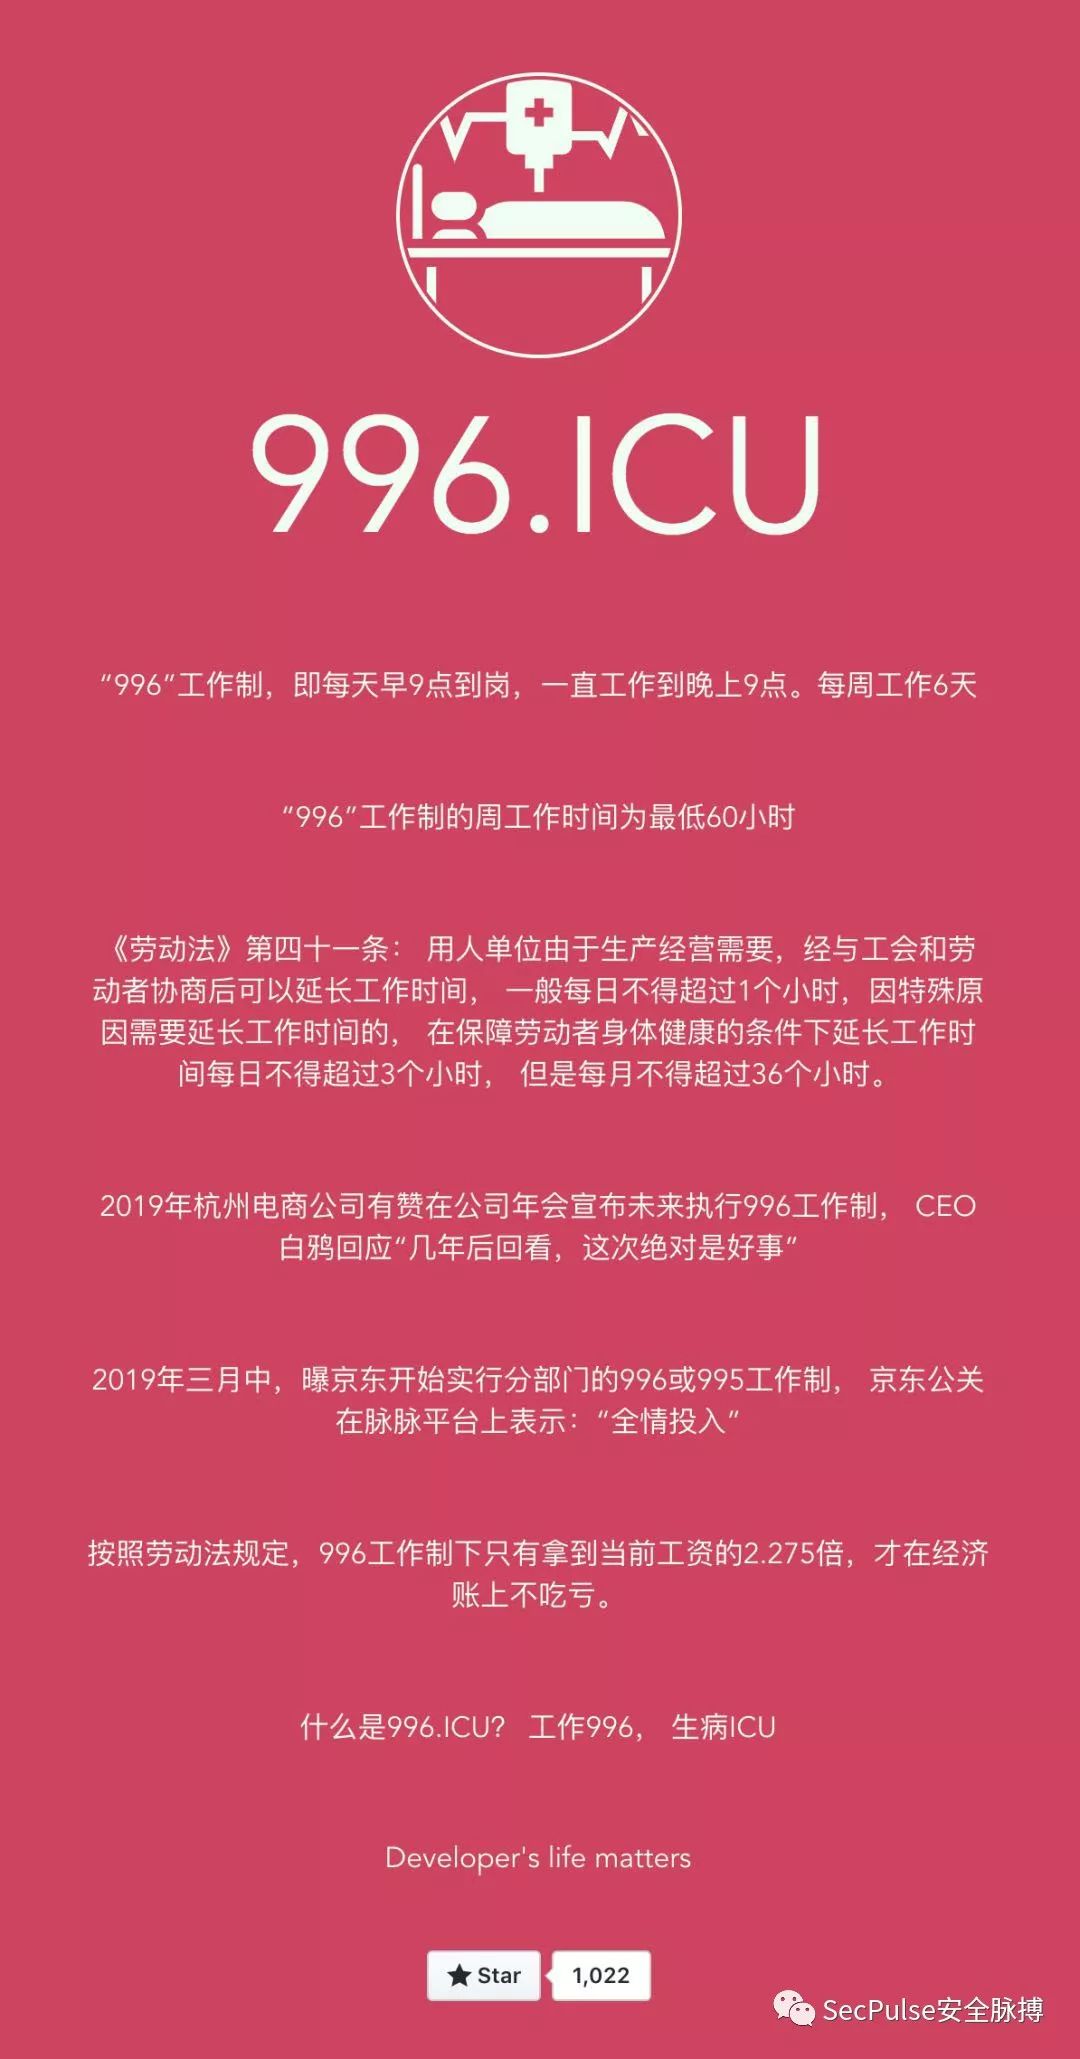 996.ICU
“996”工作制，即每天早9点到岗，一直工作到晚上9点。每周工作6天
“996”工作制的周工作时间为最低60小时
《劳动法》第四十一条： 用人单位由于生产经营需要，经与工会和劳
动者协商后可以延长工作时间， 一般每日不得超过1个小时，因特殊原
因需要延长工作时间的， 在保障劳动者身体健康的条件下延长工作时
间每日不得超过3个小时， 但是每月不得超过36个小时。
2019年杭州电商公司有赞在公司年会宣布未来执行996工作制， CEO
白鸦回应“几年后回看，这次绝对是好事”
2019年三月中，曝京东开始实行分部门的996或995工作制， 京东公关
在脉脉平台上表示：“全情投入”
按照劳动法规定，996工作制下只有拿到当前工资的2.275倍，才在经济
账上不吃亏。
什么是996.ICU？ 工作996， 生病ICU
Developer's life matters
Star 1,022
SecPulse安全脉搏